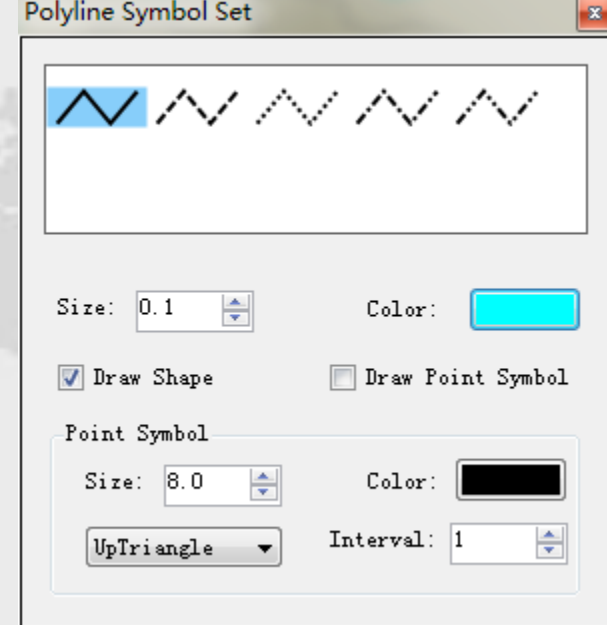 Polyline Symbol Set
Size: 0.1 Color:
Draw Shape Draw Point Symbol
Point Symbol
Size: 8.0 Color:
UpTriangle Interval: 1